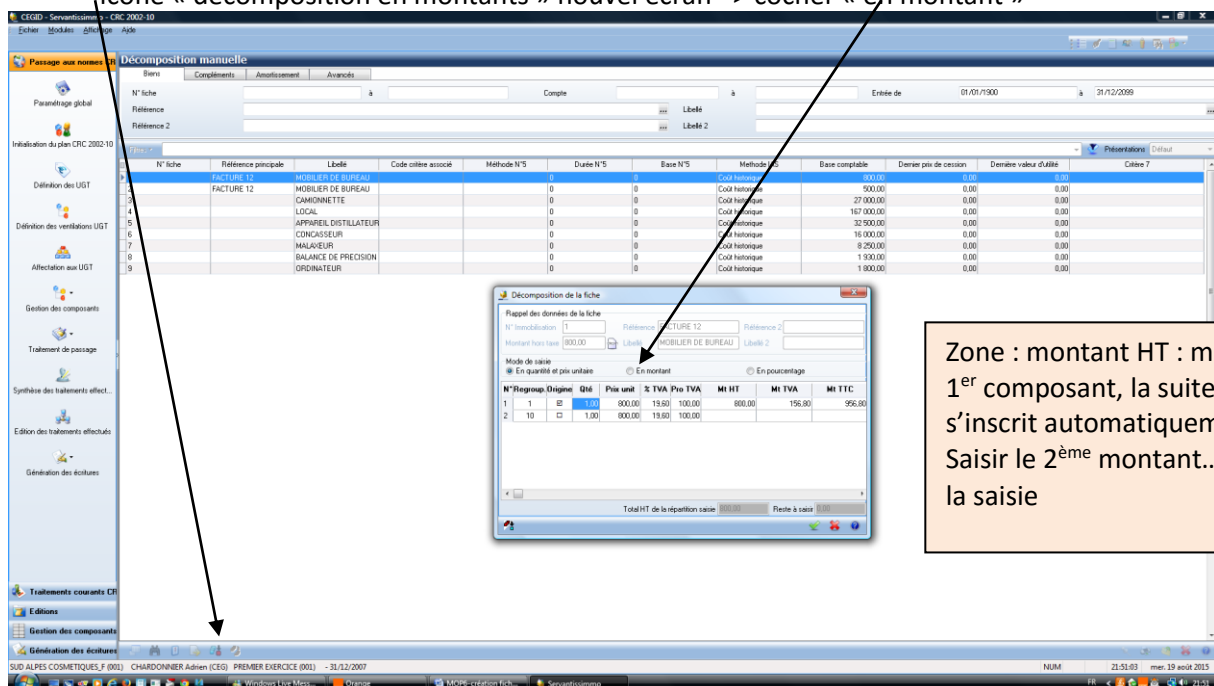 icône « décomposition en montants » nouvel écran -> cocher « en montant »
CEGID - Servantissimmo - CRC 2002-10
Fichier Modules Affichage Aide
Passage aux normes CR
Décomposition manuelle
Biens Compléments Amortissement Avancés
N° fiche à Compte à Entrée de 01/01/1900 à 31/12/2099
Référence ... Libellé ...
Référence 2 ... Libellé 2
Présentations Défaut
Paramétrage global
Initialisation du plan CRC 2002-10
Définition des UGT
Définition des ventilations UGT
Affectation aux UGT
Gestion des composants
Traitement de passage
Synthèse des traitements effect...
Edition des traitements effectués
Génération des écritures
N° fiche Référence principale Libellé Code critère associé Méthode N°5 Durée N°5 Base N°5 Base comptable Dernier prix de cession Dernière valeur d'utilité Critère 7
FACTURE 12 MOBILIER DE BUREAU 0 0 Coût historique 800,00 0,00 0,00
2 FACTURE 12 MOBILIER DE BUREAU 0 0 Coût historique 500,00 0,00 0,00
3 CAMIONNETTE 0 0 Coût historique 27 000,00 0,00 0,00
4 LOCAL 0 0 Coût historique 167 000,00 0,00 0,00
5 APPAREIL DISTILLATEUR 0 0 Coût historique 32 500,00 0,00 0,00
6 CONCASSEUR 0 0 Coût historique 16 000,00 0,00 0,00
7 MALAXEUR 0 0 Coût historique 8 250,00 0,00 0,00
8 BALANCE DE PRECISION 0 0 Coût historique 1 930,00 0,00 0,00
9 ORDINATEUR 0 0 Coût historique 1 800,00 0,00 0,00
Décomposition de la fiche
Rappel des données de la fiche
N° Immobilisation 1 Référence FACTURE 12 Référence 2
Montant hors taxe 800,00 Libellé MOBILIER DE BUREAU Libellé 2
Mode de saisie
En quantité et prix unitaire En montant En pourcentage
N° Regroup. Origine Qté Prix unit % TVA Pro TVA Mt HT Mt TVA Mt TTC
1 1 1,00 800,00 19,60 100,00 800,00 156,80 956,80
2 10 1,00 800,00 19,60 100,00
Total HT de la répartition saisie 800,00 Reste à saisir 0,00
Zone : montant HT : m
1er composant, la suite
s'inscrit automatiquem
Saisir le 2ème montant..
la saisie
Traitements courants CR
Editions
Gestion des composants
Génération des écritures
SUD ALPES COSMETIQUES_F (001) CHARDONNIER Adrien (CEG) PREMIER EXERCICE (001) - 31/12/2007 NUM 21:51:03 mer. 19 août 2015
Windows Live Mess... Orange MOP6-création fich... Servantissimmo FR 21:51